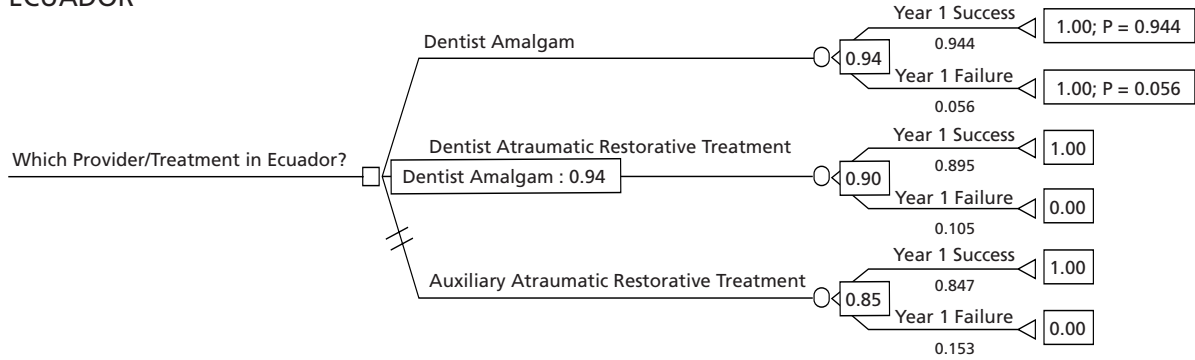 ECUADOR
Dentist Amalgam
0.94
Year 1 Success
0.944
1.00; P = 0.944
Year 1 Failure
0.056
1.00; P = 0.056
Which Provider/Treatment in Ecuador?
Dentist Amalgam : 0.94
Dentist Atraumatic Restorative Treatment
0.90
Year 1 Success
0.895
1.00
Year 1 Failure
0.105
0.00
Auxiliary Atraumatic Restorative Treatment
0.85
Year 1 Success
0.847
1.00
Year 1 Failure
0.153
0.00